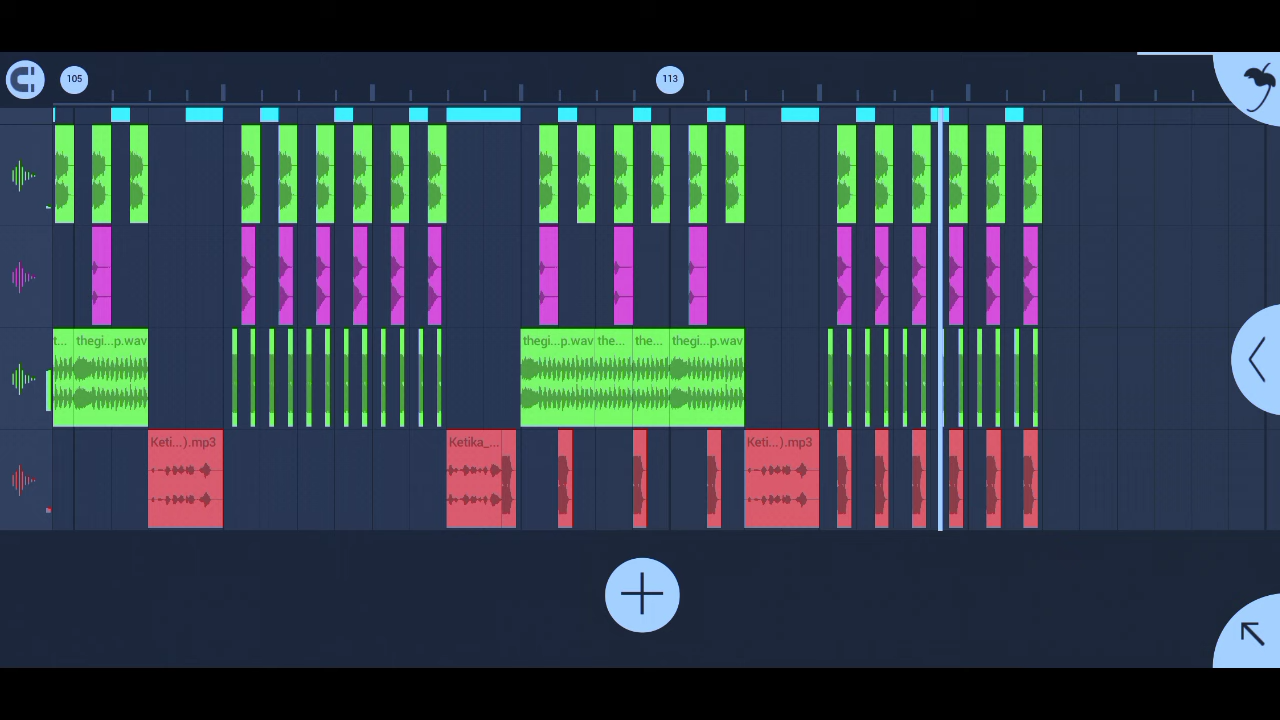 105
113
t...
thegi...p.wav
thegi...p.wav
the...
the...
thegi...p.wav
Keti...).mp3
Ketika_...
Keti...).mp3